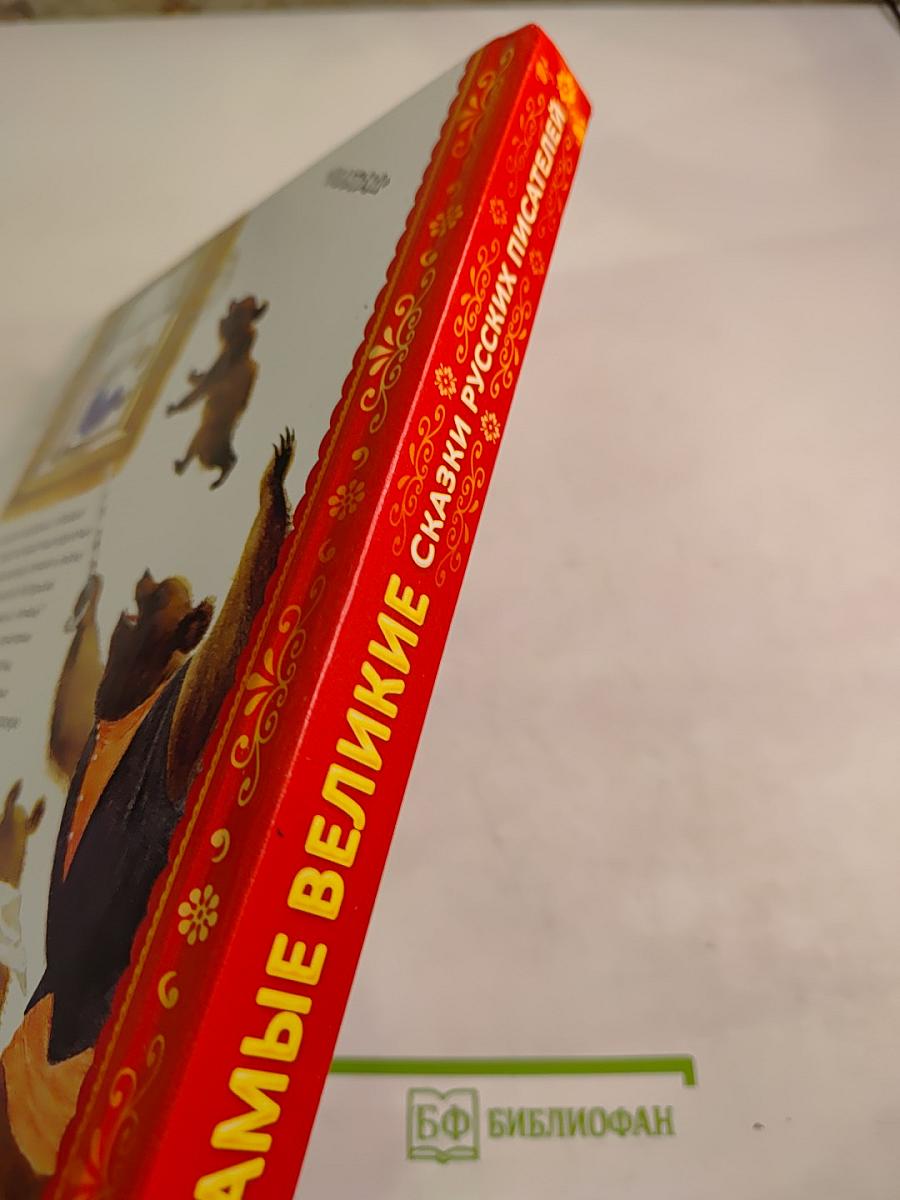 АМЫЕ ВЕЛИКИЕ СКАЗКИ РУССКИХ ПИСАТЕЛЕЙ
БФ БИБЛИОФАН